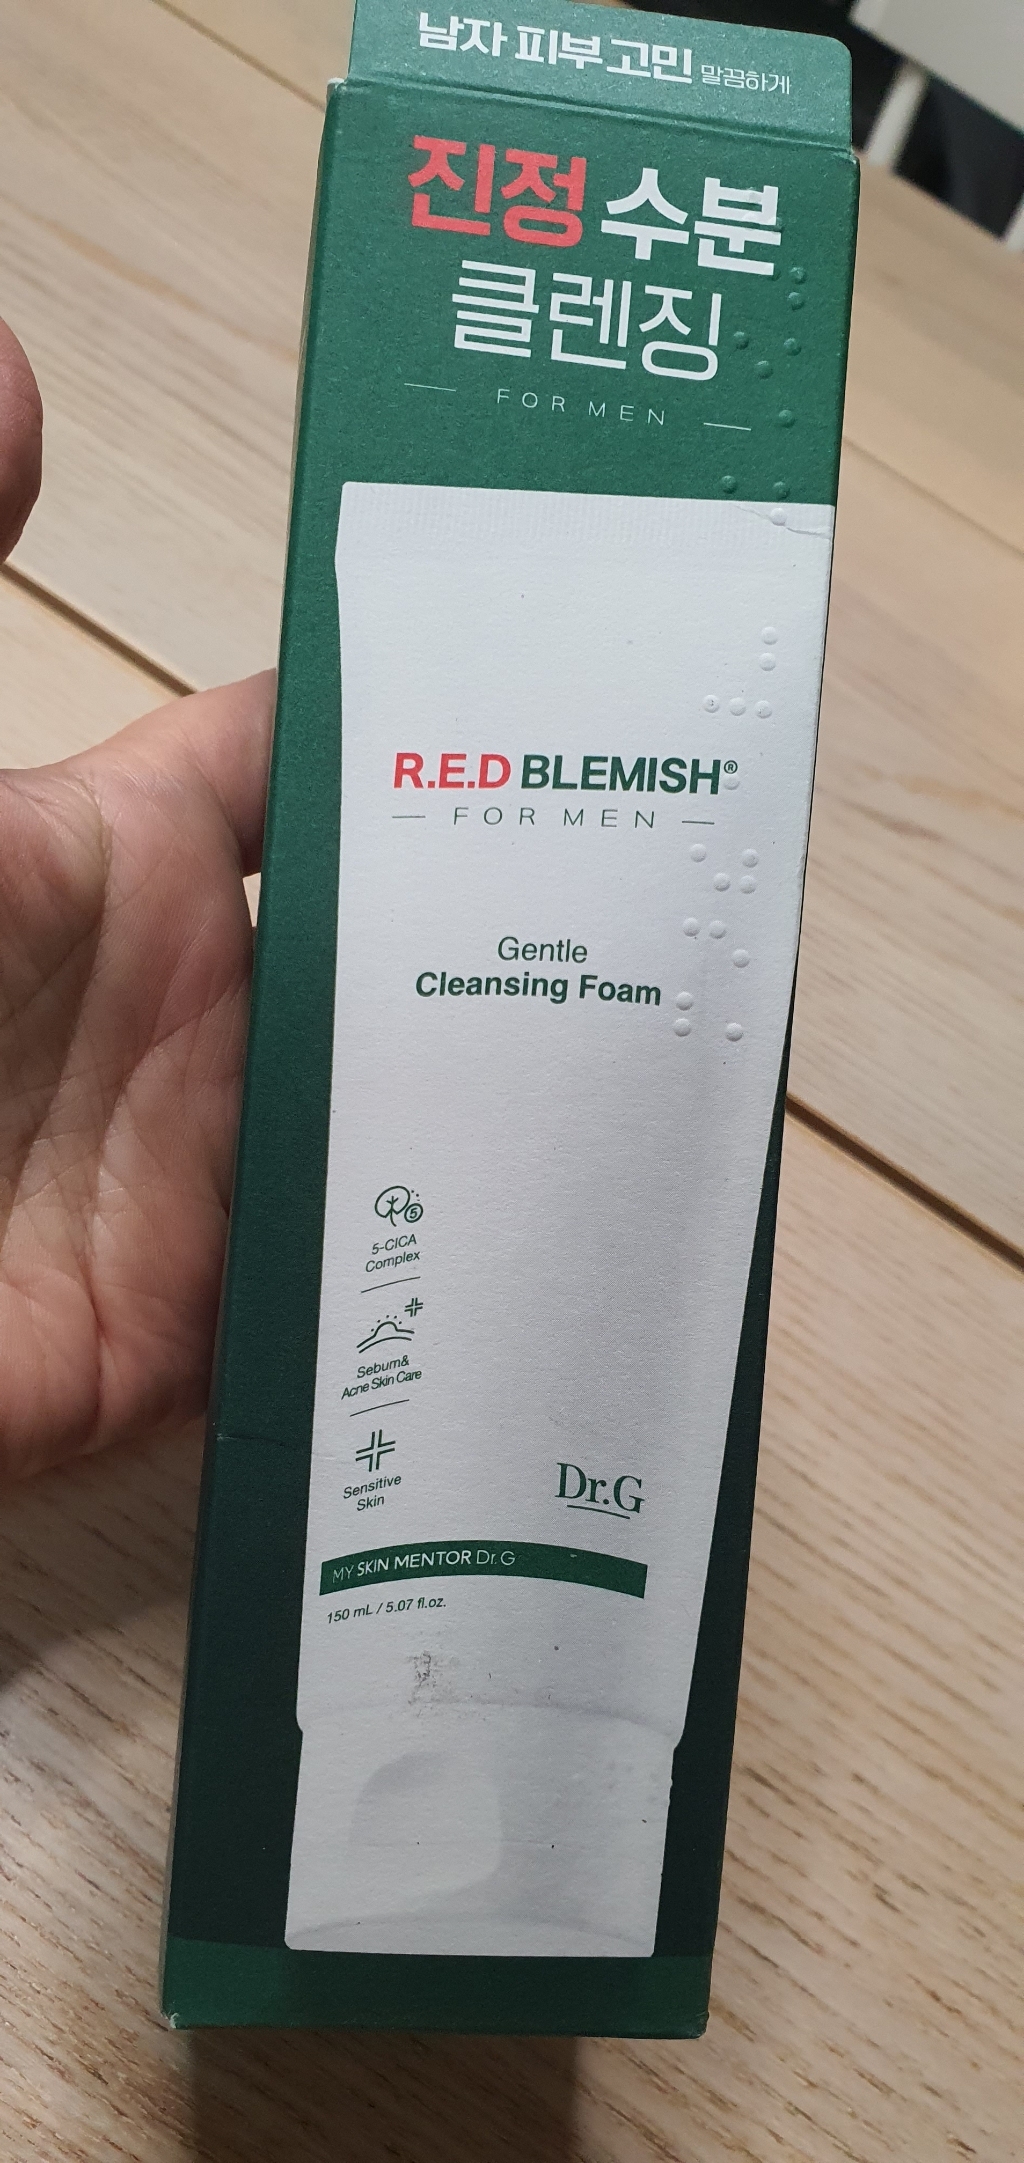 남자 피부 고민 말끔하게
진정 수분
클렌징
FOR MEN
R.E.D BLEMISH®
FOR MEN
Gentle
Cleansing Foam
5
5-CICA
Complex
Sebum&
Acne Skin Care
Sensitive
Skin
Dr.G
MY SKIN MENTOR Dr.G
150 mL / 5.07 fl.oz.